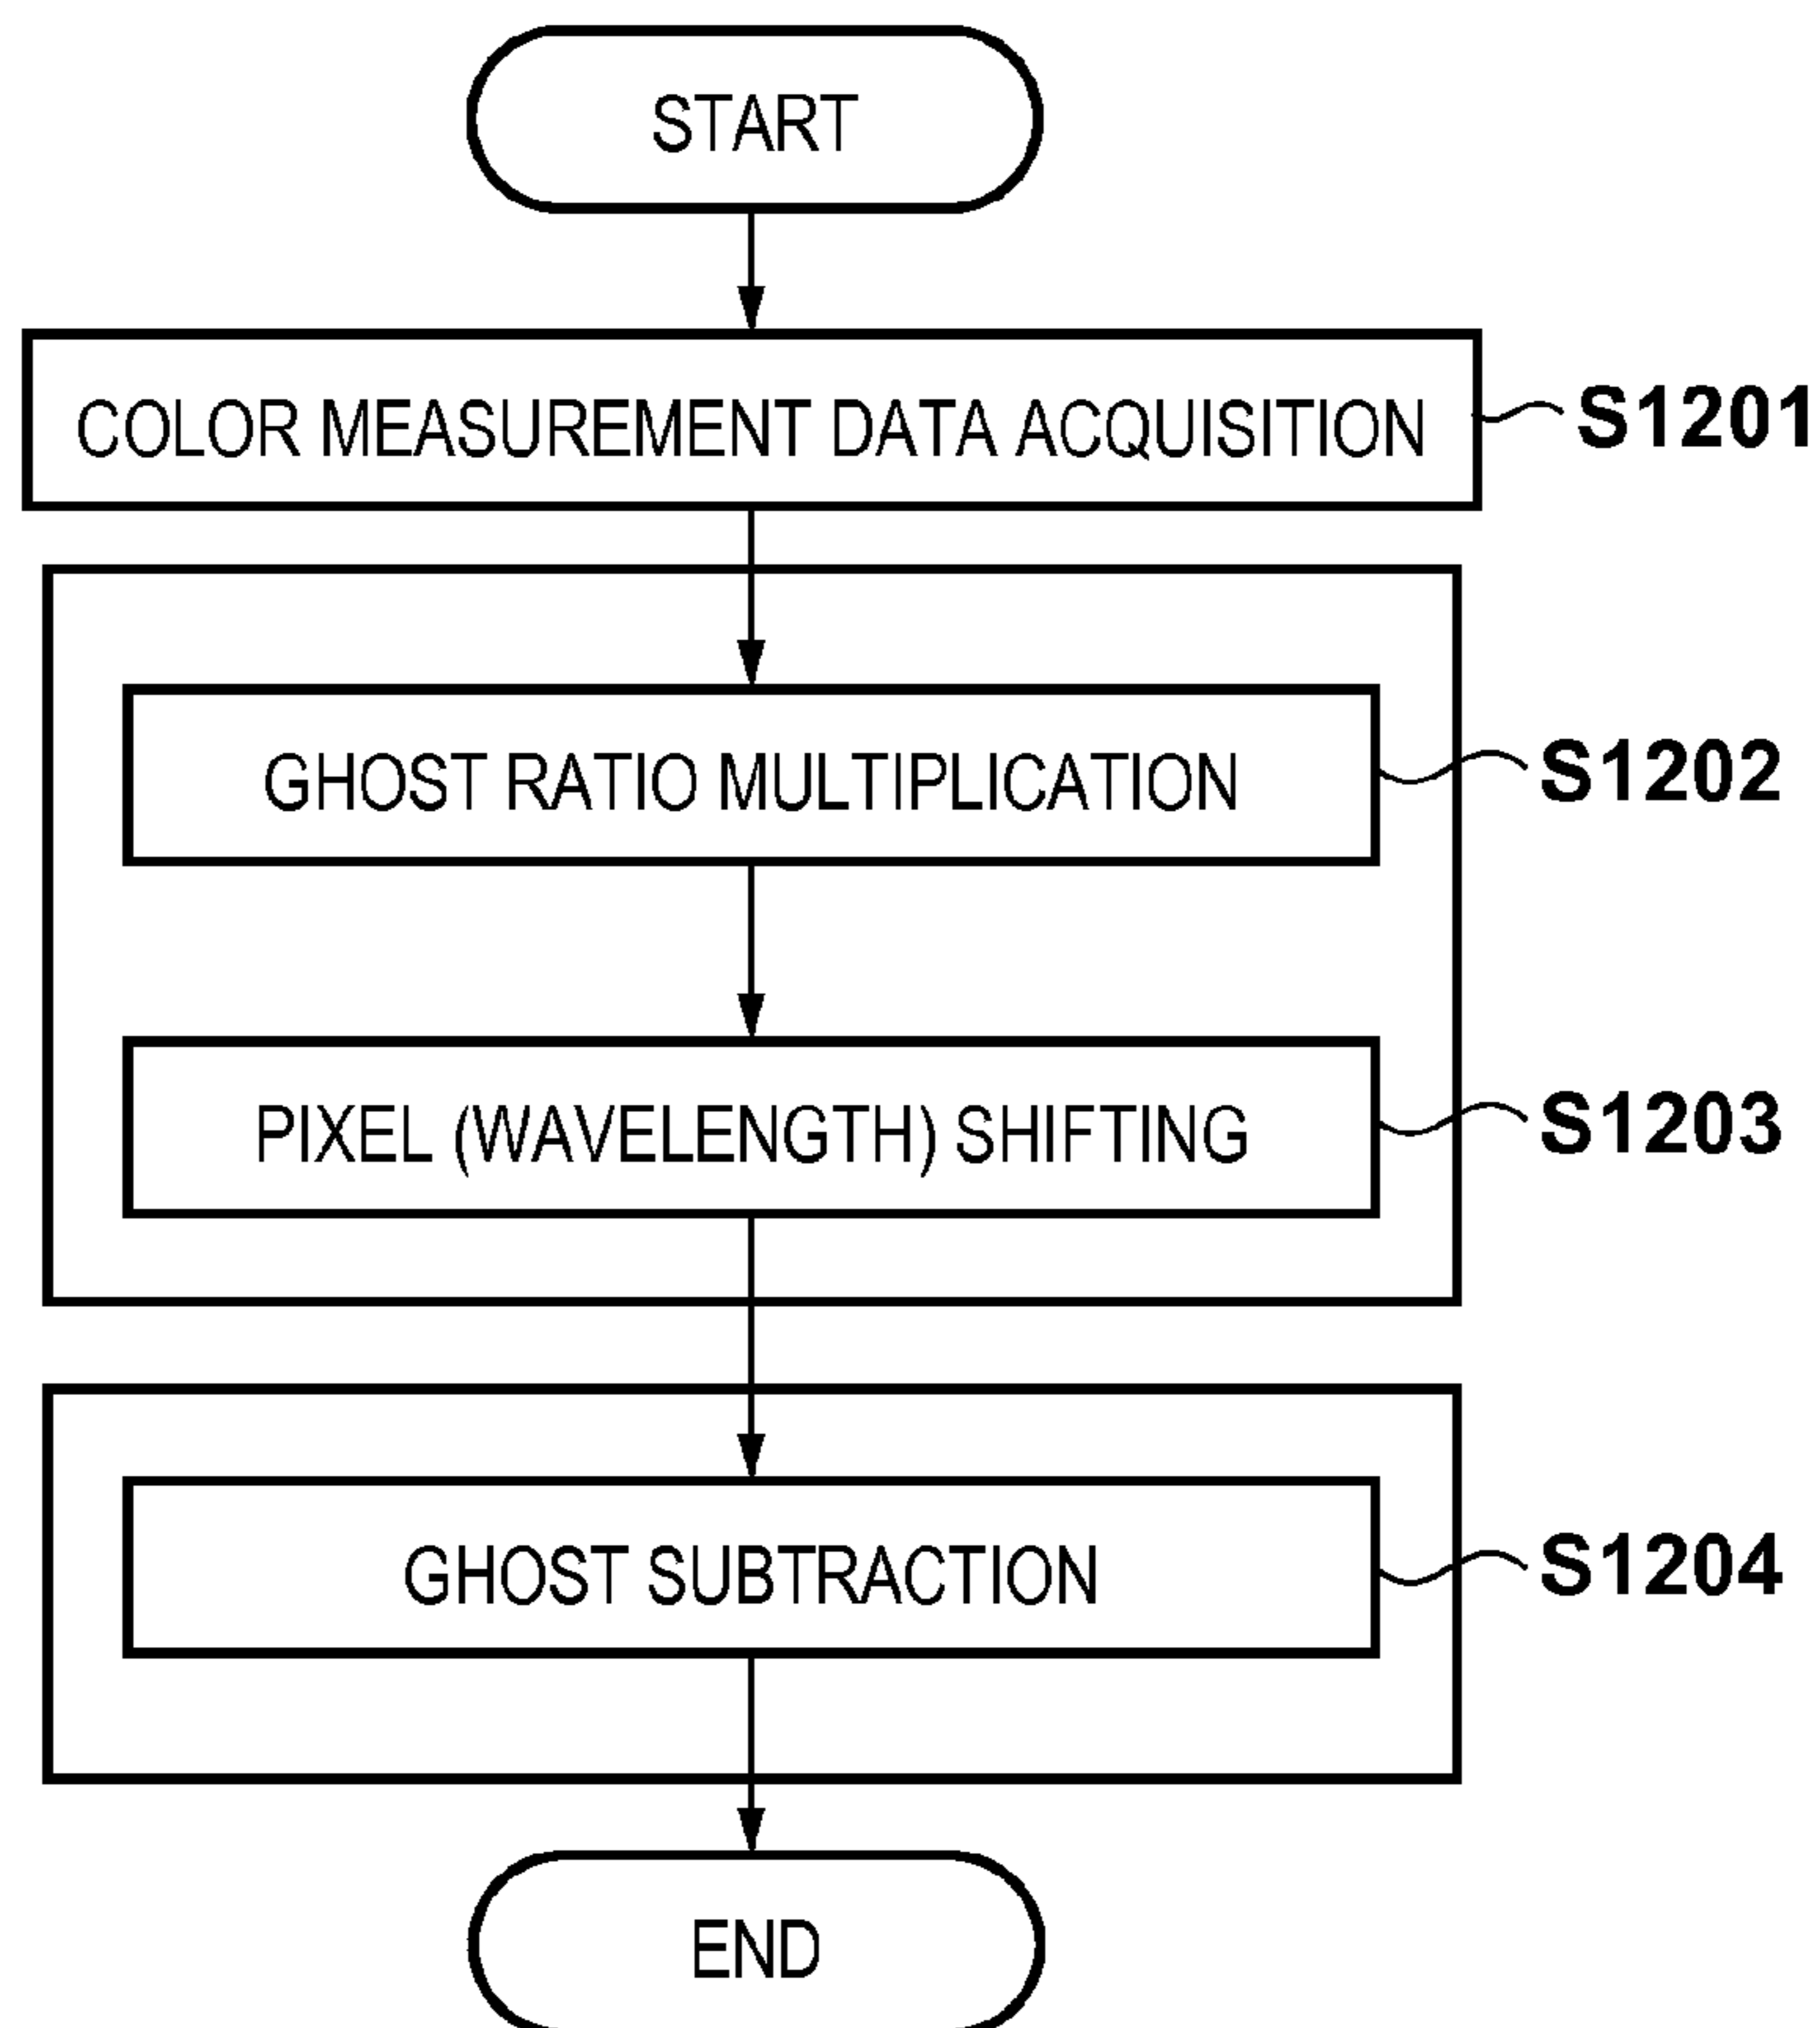 START
COLOR MEASUREMENT DATA ACQUISITION S1201
GHOST RATIO MULTIPLICATION S1202
PIXEL (WAVELENGTH) SHIFTING S1203
GHOST SUBTRACTION S1204
END